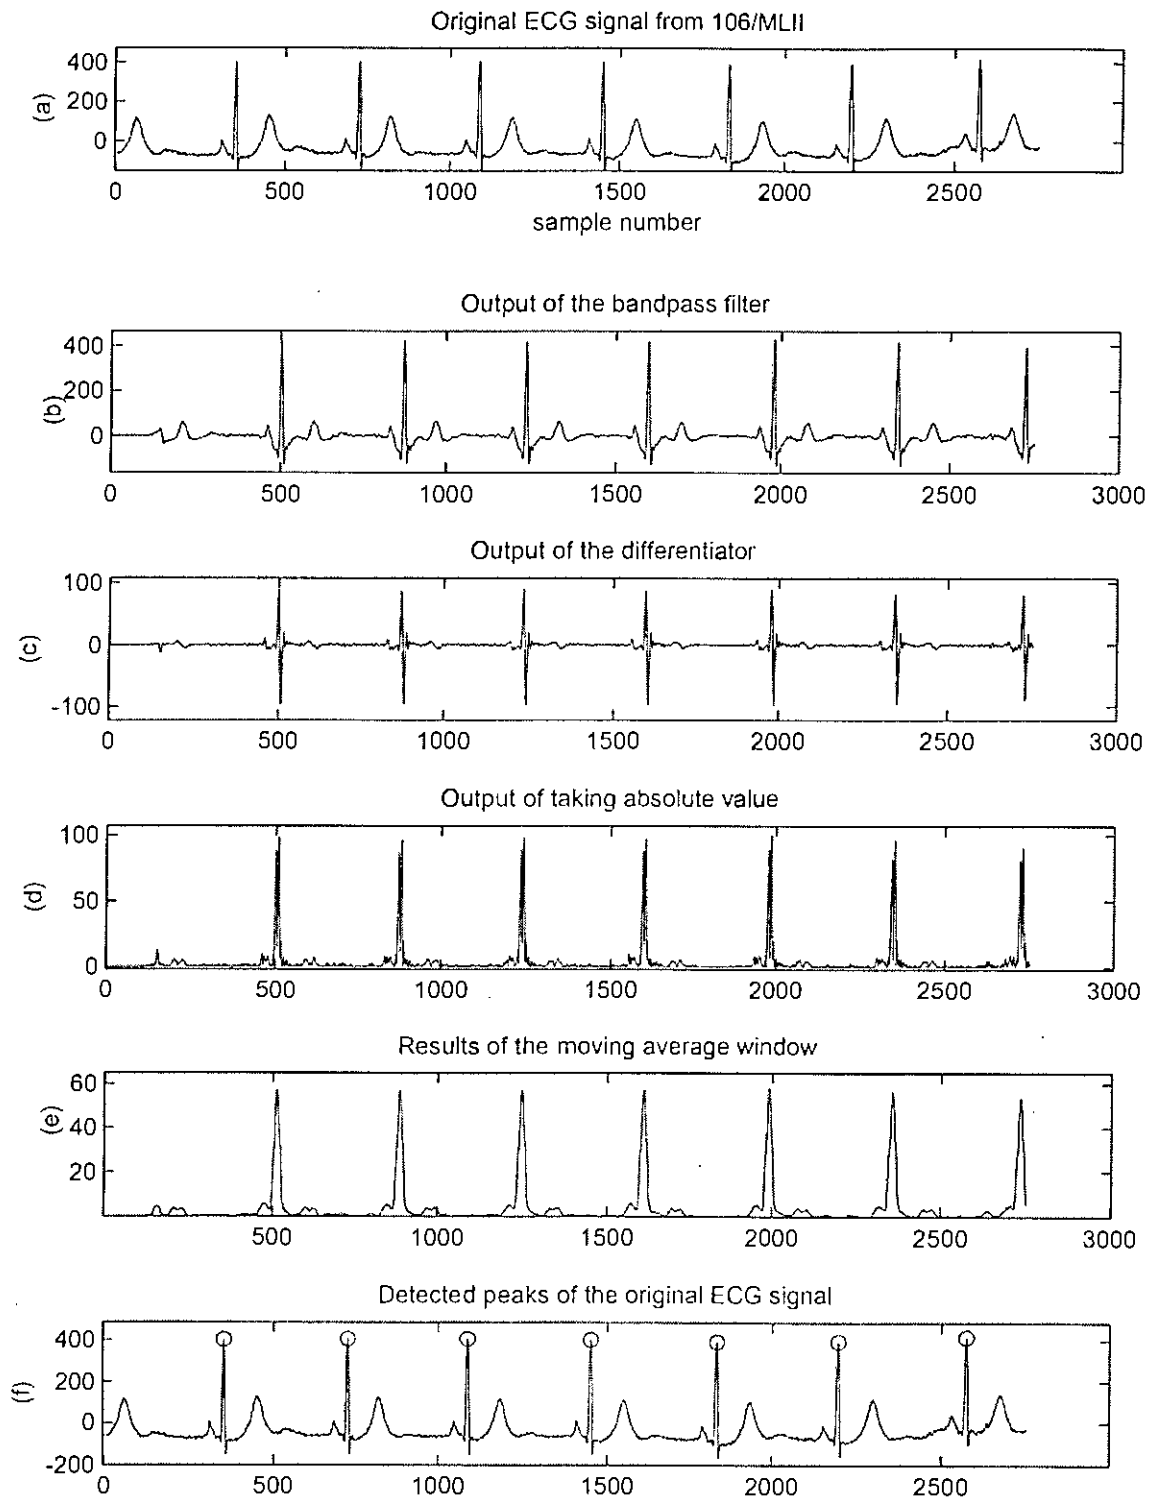 Original ECG signal from 106/MLII
400
200
0
(a)
0 500 1000 1500 2000 2500
sample number
Output of the bandpass filter
400
200
0
(b)
0 500 1000 1500 2000 2500 3000
Output of the differentiator
100
0
-100
(c)
0 500 1000 1500 2000 2500 3000
Output of taking absolute value
100
50
0
(d)
0 500 1000 1500 2000 2500 3000
Results of the moving average window
60
40
20
(e)
500 1000 1500 2000 2500 3000
Detected peaks of the original ECG signal
400
200
0
-200
(f)
0 500 1000 1500 2000 2500